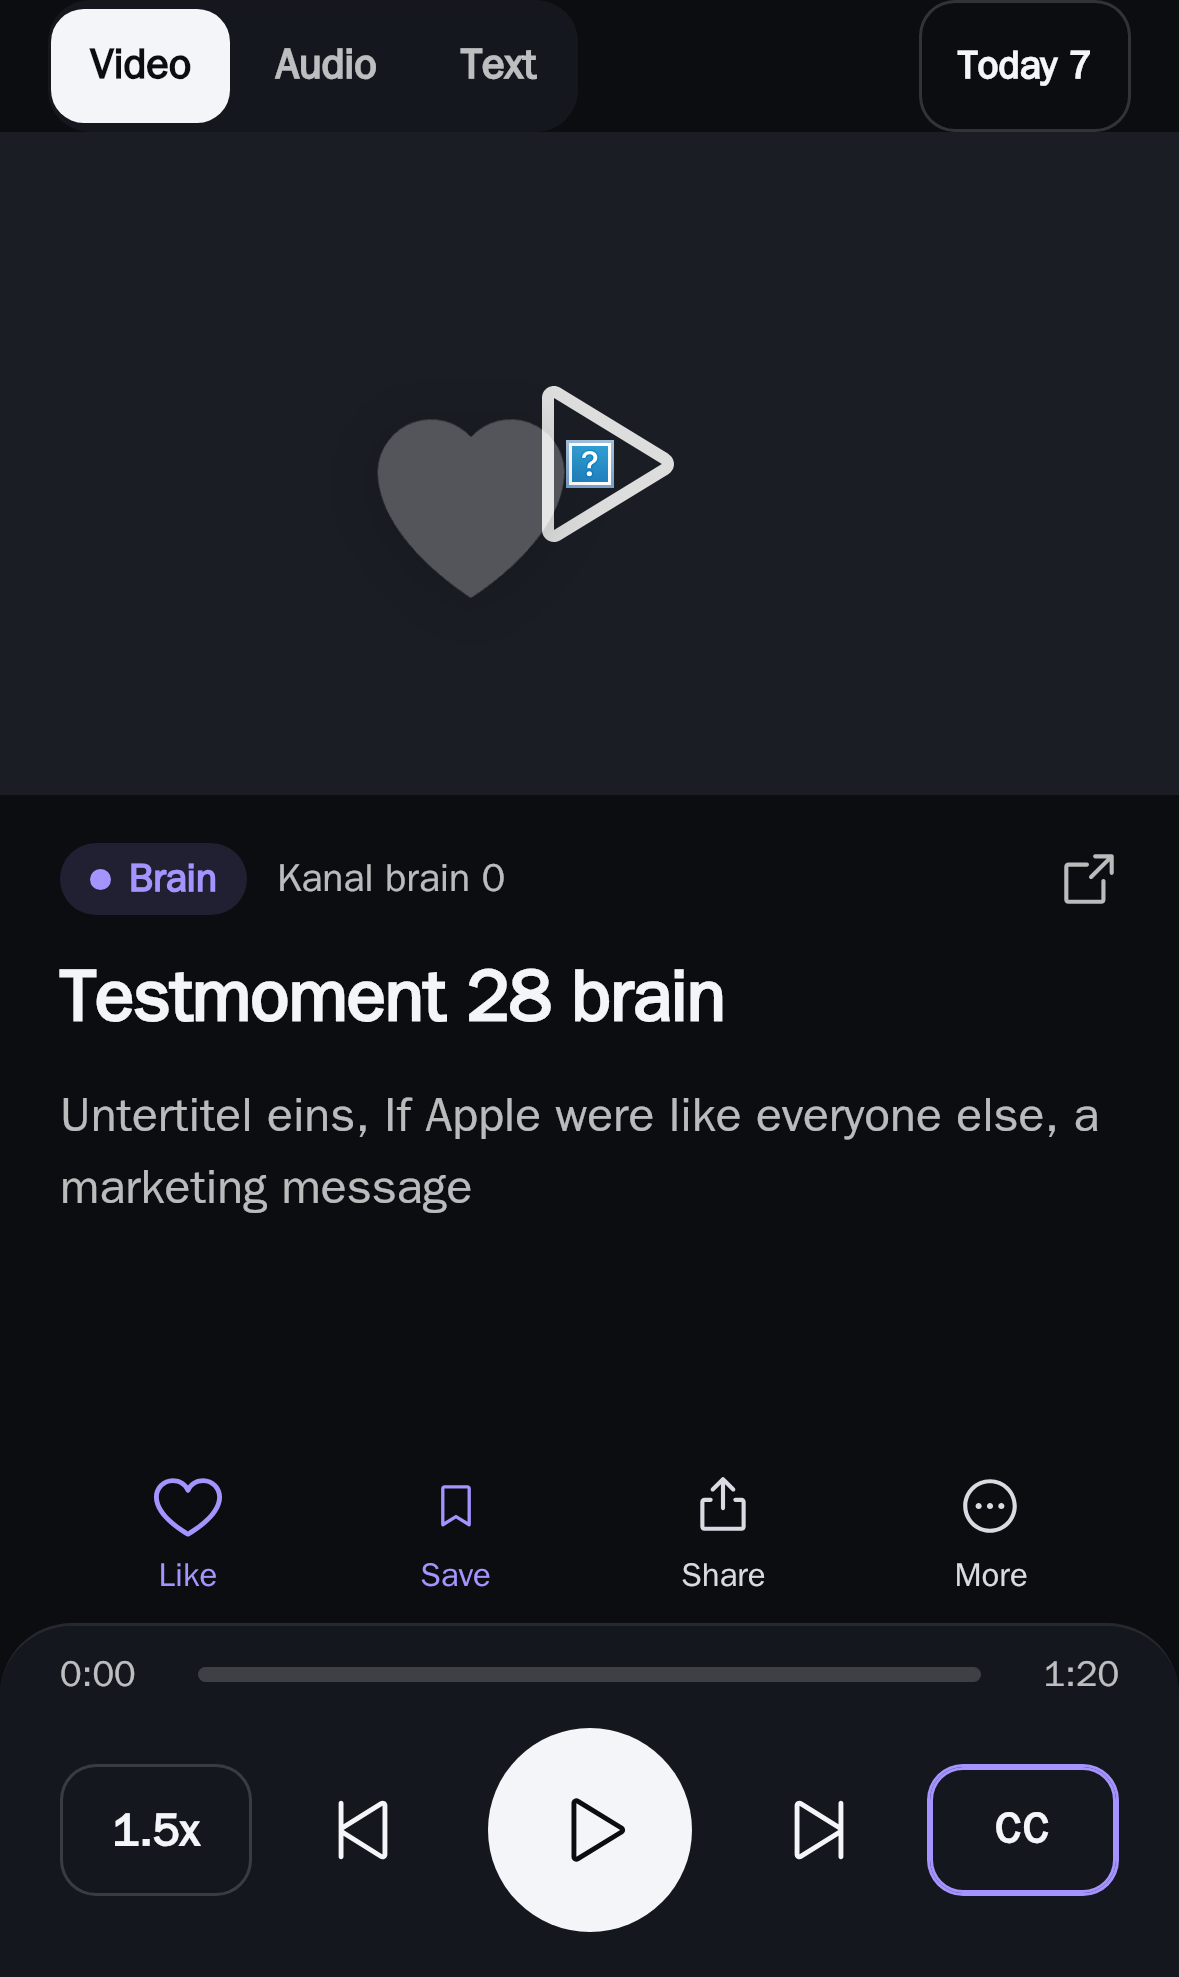 Video Audio Text Today 7
?
Brain Kanal brain 0
Testmoment 28 brain
Untertitel eins, If Apple were like everyone else, a
marketing message
Like Save Share More
0:00 1:20
1.5x CC